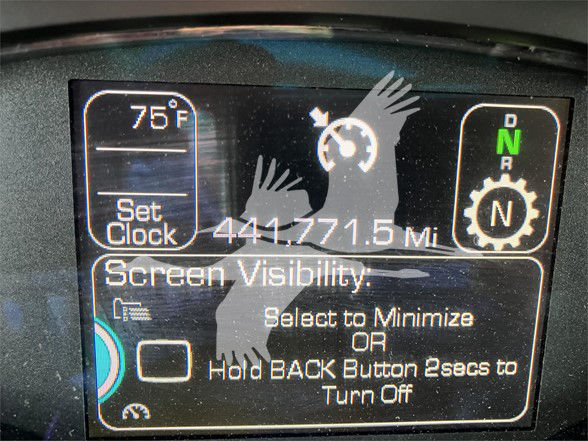 75°F
Set
Clock
D
N
R
N
441,771.5 Mi
Screen Visibility:
Select to Minimize
OR
Hold BACK Button 2secs to
Turn Off